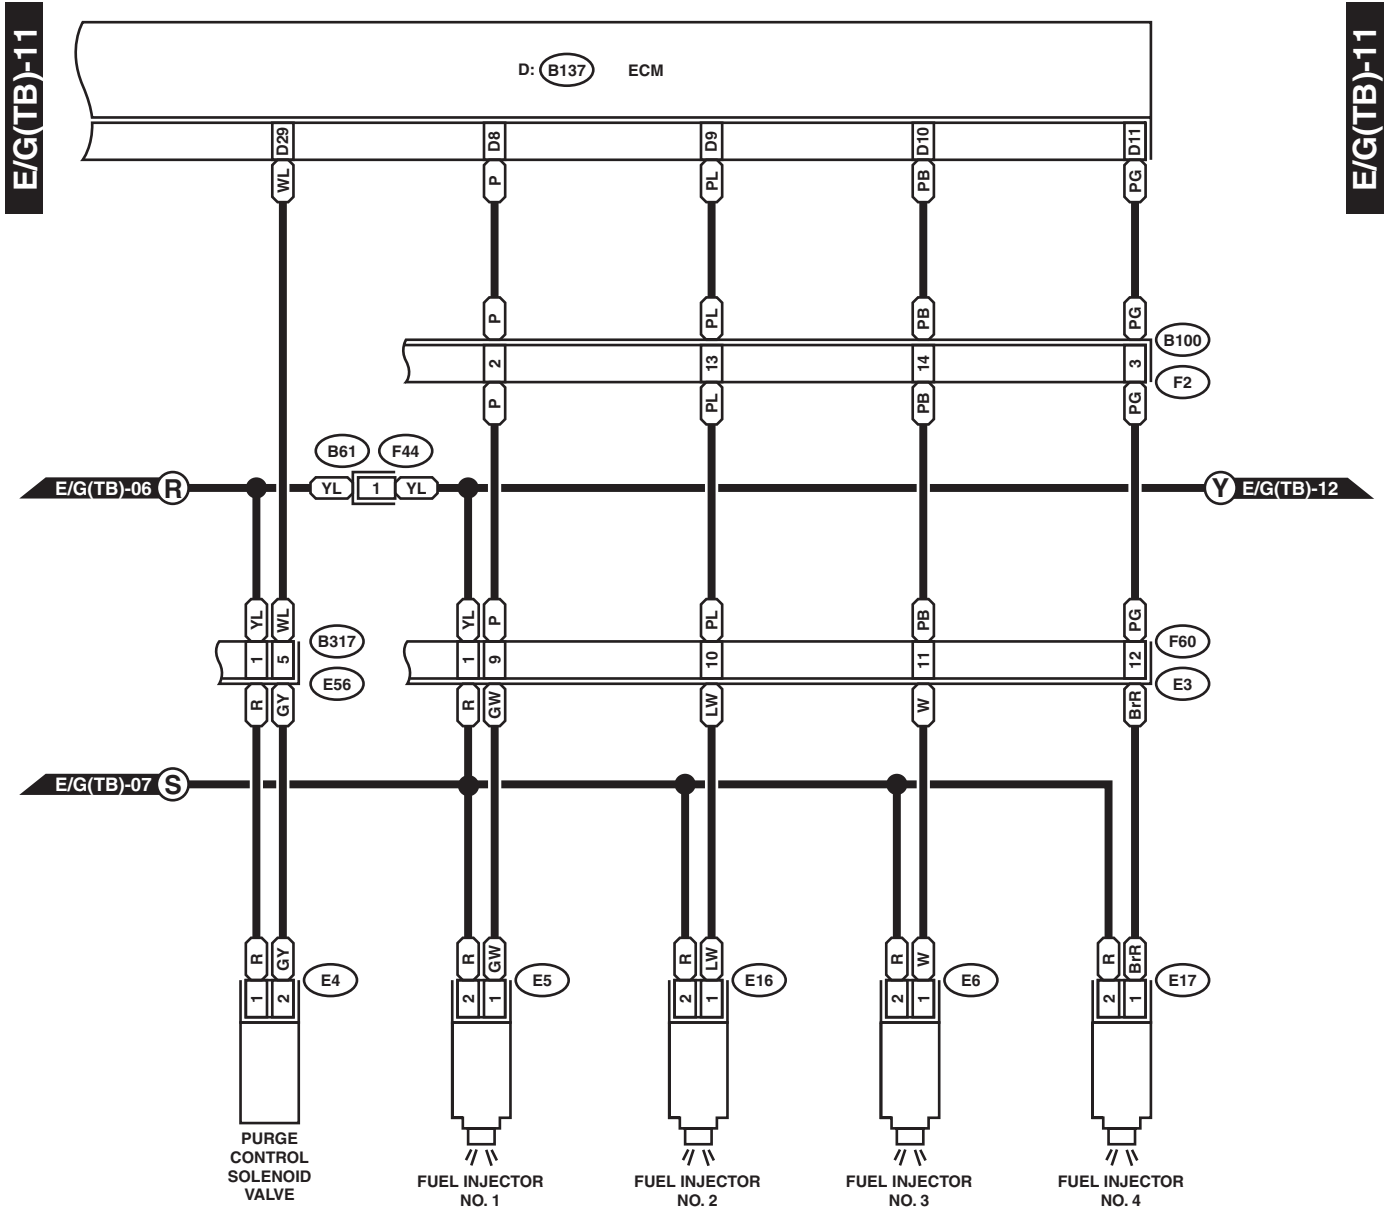 E/G(TB)-11
E/G(TB)-11
D: B137 ECM
D29 D8 D9 D10 D11
WL P PL PB PG
P PL PB PG
B100
2 13 14 3
F2
P PL PB PG
B61 F44
E/G(TB)-06 R YL 1 YL Y E/G(TB)-12
YL WL YL P PL PB PG
B317 F60
1 5 1 9 10 11 12
E56 E3
R GY R GW LW W BrR
E/G(TB)-07 S
R GY R GW R LW R W R BrR
E4 E5 E16 E6 E17
1 2 2 1 2 1 2 1 2 1
PURGE
CONTROL
SOLENOID
VALVE
FUEL INJECTOR
NO. 1
FUEL INJECTOR
NO. 2
FUEL INJECTOR
NO. 3
FUEL INJECTOR
NO. 4